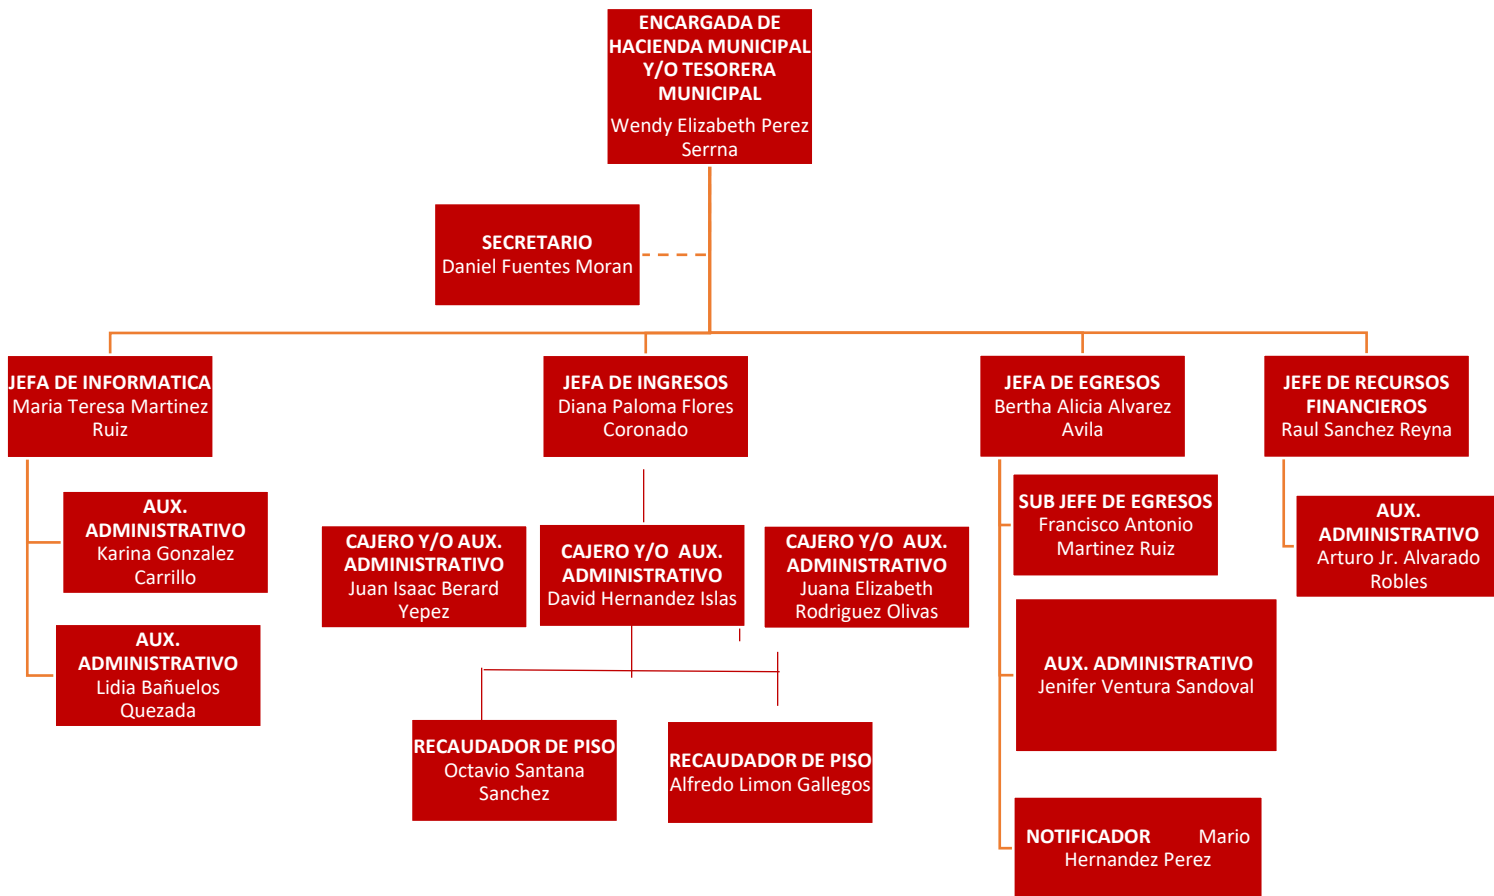 ENCARGADA DE
HACIENDA MUNICIPAL
Y/O TESORERA
MUNICIPAL
Wendy Elizabeth Perez
Serrna
SECRETARIO
Daniel Fuentes Moran
JEFA DE INFORMATICA
Maria Teresa Martinez
Ruiz
JEFA DE INGRESOS
Diana Paloma Flores
Coronado
JEFA DE EGRESOS
Bertha Alicia Alvarez
Avila
JEFE DE RECURSOS
FINANCIEROS
Raul Sanchez Reyna
AUX.
ADMINISTRATIVO
Karina Gonzalez
Carrillo
AUX.
ADMINISTRATIVO
Lidia Bañuelos
Quezada
CAJERO Y/O AUX.
ADMINISTRATIVO
Juan Isaac Berard
Yepez
CAJERO Y/O AUX.
ADMINISTRATIVO
David Hernandez Islas
CAJERO Y/O AUX.
ADMINISTRATIVO
Juana Elizabeth
Rodriguez Olivas
RECAUDADOR DE PISO
Octavio Santana
Sanchez
RECAUDADOR DE PISO
Alfredo Limon Gallegos
SUB JEFE DE EGRESOS
Francisco Antonio
Martinez Ruiz
AUX. ADMINISTRATIVO
Jenifer Ventura Sandoval
NOTIFICADOR Mario
Hernandez Perez
AUX.
ADMINISTRATIVO
Arturo Jr. Alvarado
Robles